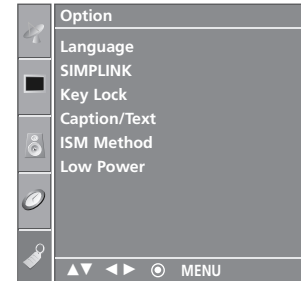 Option
Language
SIMPLINK
Key Lock
Caption/Text
ISM Method
Low Power
▲▼ ◄► ◉ MENU